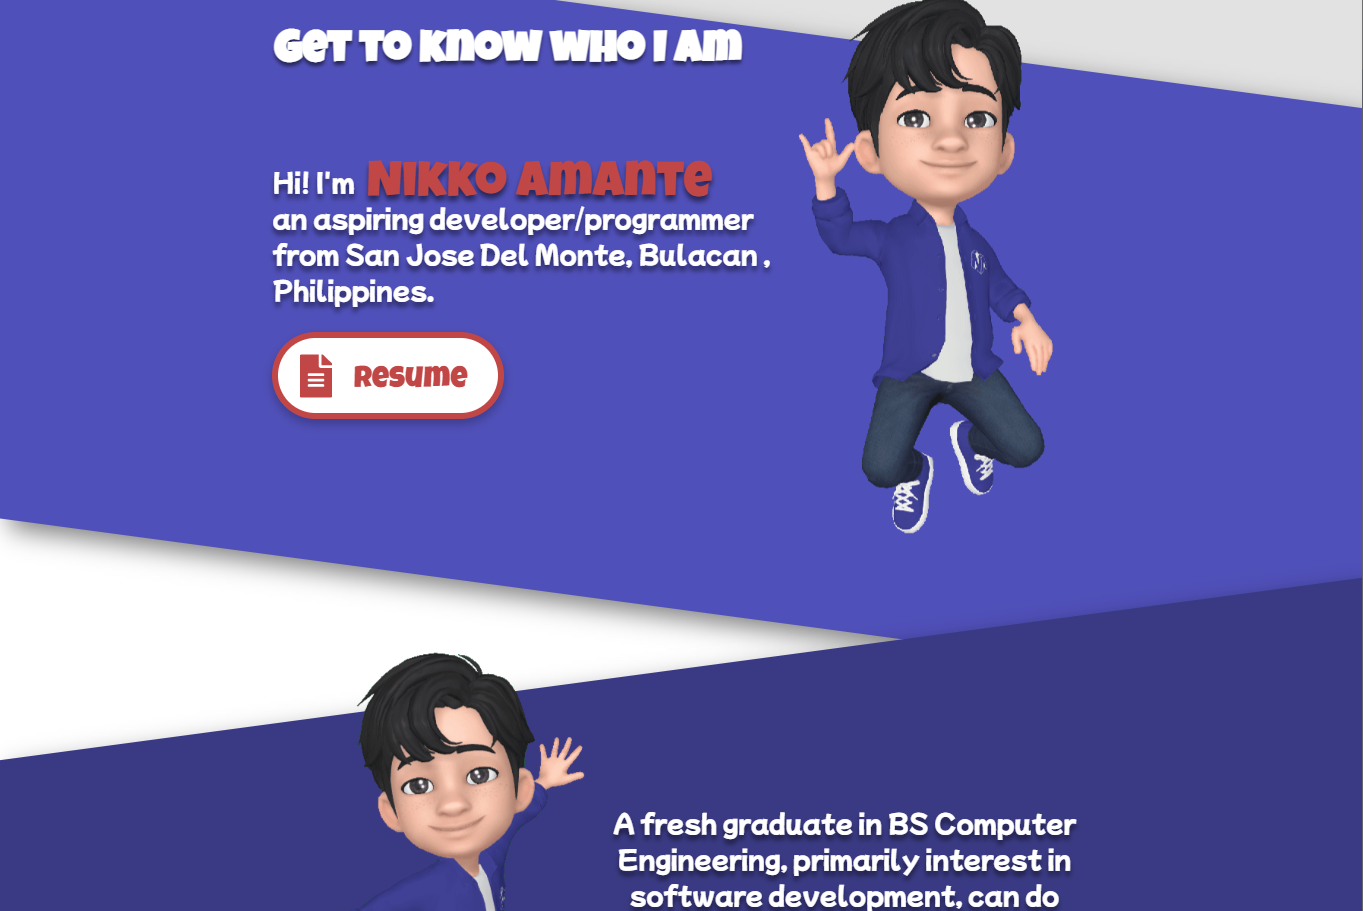 Get to know who I am
Hi! I'm Nikko Amante
an aspiring developer/programmer
from San Jose Del Monte, Bulacan ,
Philippines.
Resume
A fresh graduate in BS Computer
Engineering, primarily interest in
software development, can do